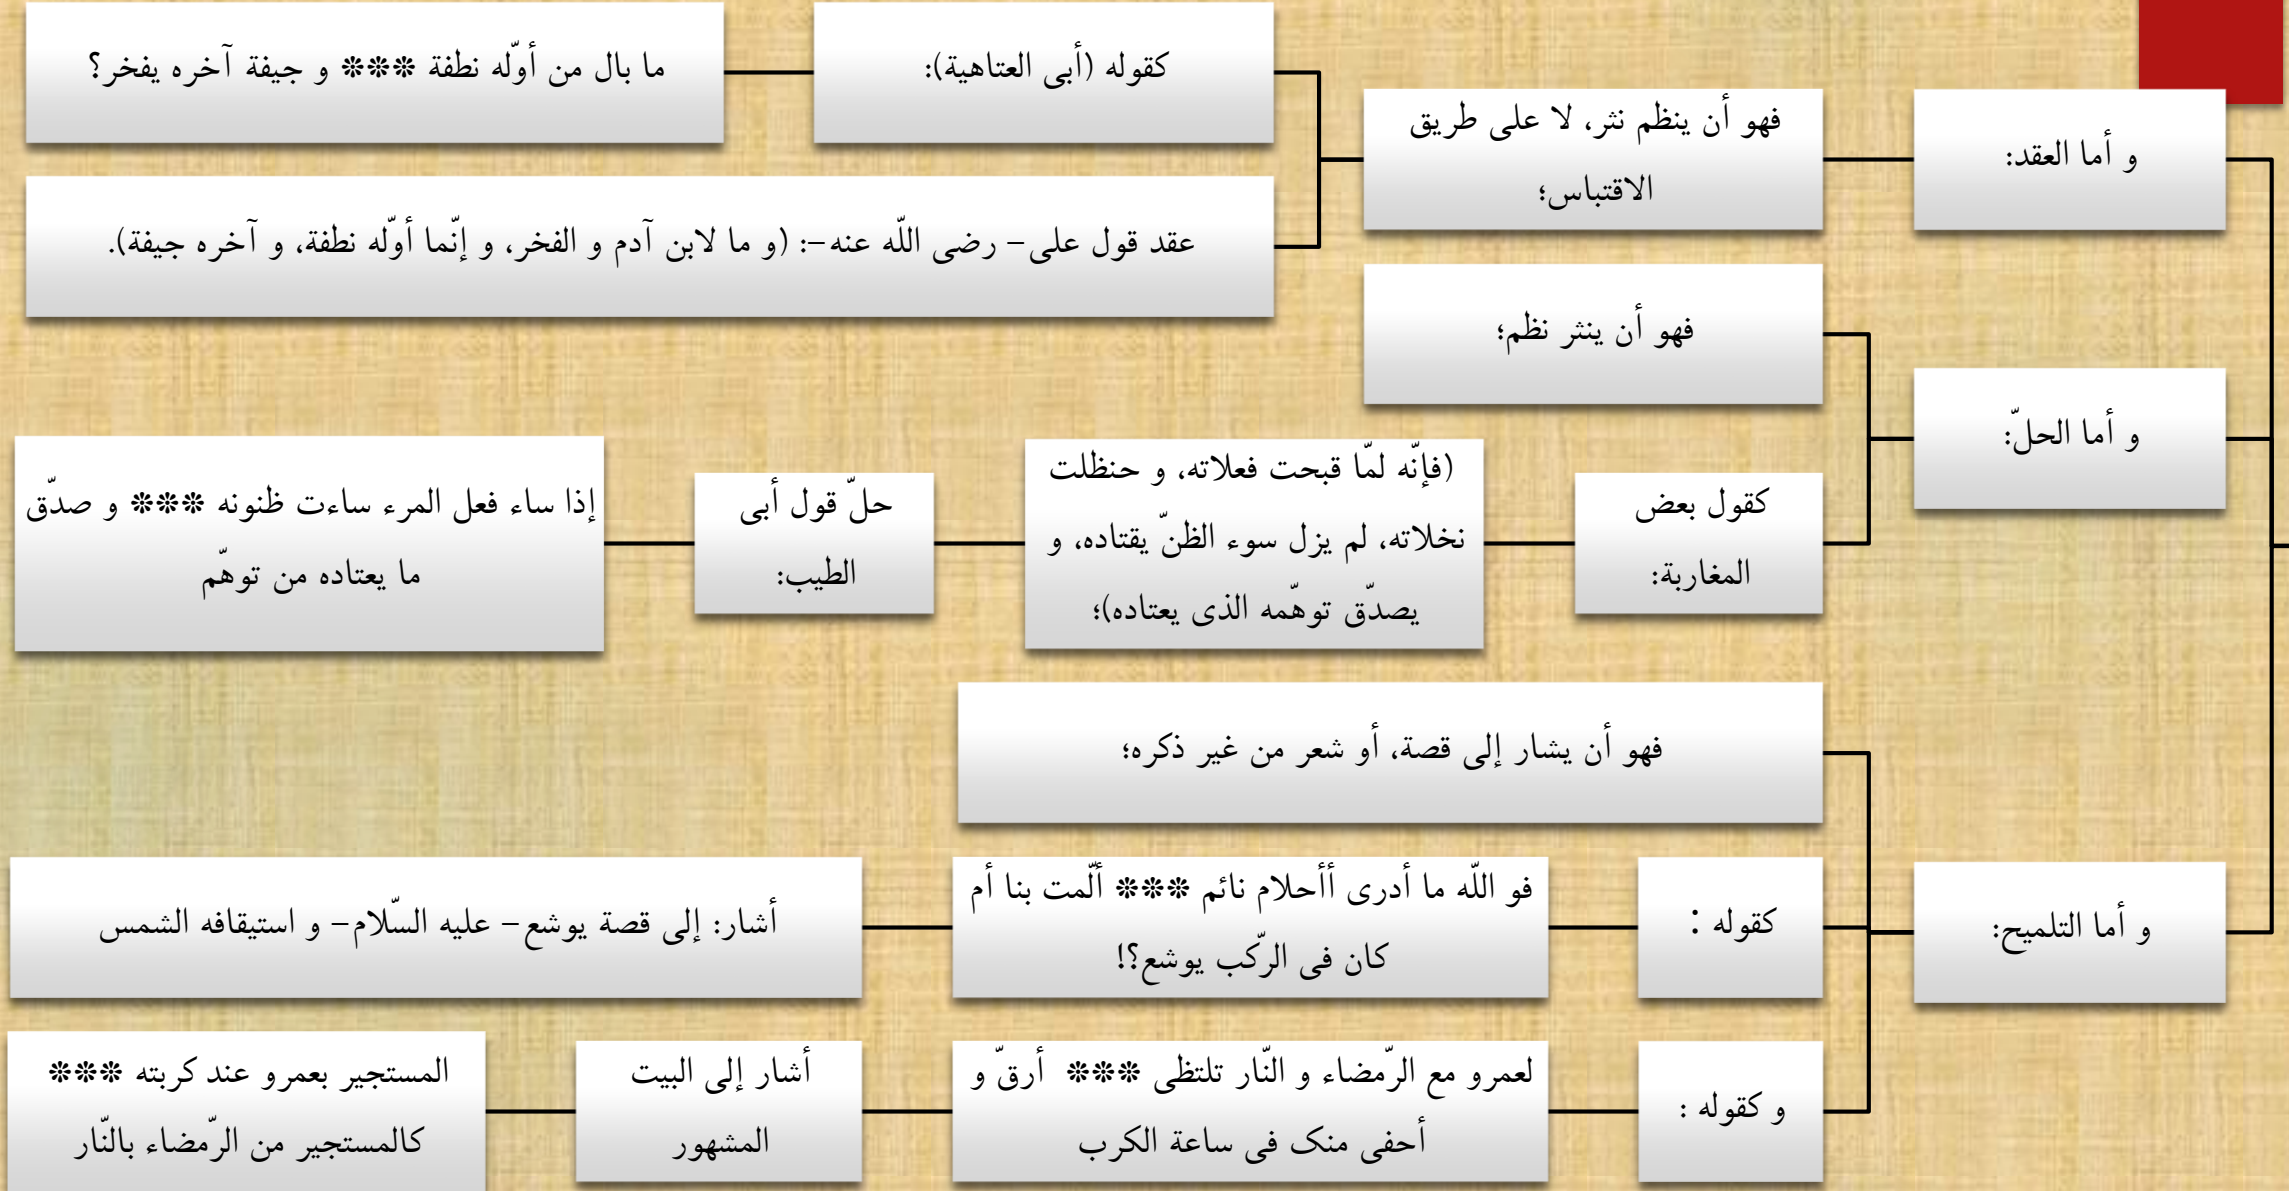 و أما العقد:
فهو أن ينظم نثر، لا على طريق
الاقتباس؛
كقوله (أبى العتاهية):
ما بال من أوّله نطفة *** و جيفة آخره يفخر؟
عقد قول على– رضى اللّه عنه–: (و ما لابن آدم و الفخر، و إنّما أوّله نطفة، و آخره جيفة).
و أما الحلّ:
فهو أن ينثر نظم؛
كقول بعض
المغاربة:
(فإنّه لمّا قبحت فعلاته، و حنظلت
نخلاته، لم يزل سوء الظنّ يقتاده، و
يصدّق توهّمه الذى يعتاده)؛
حلّ قول أبى
الطيب:
إذا ساء فعل المرء ساءت ظنونه *** و صدّق
ما يعتاده من توهّم
و أما التلميح:
فهو أن يشار إلى قصة، أو شعر من غير ذكره؛
كقوله :
فو اللّه ما أدرى أأحلام نائم *** ألّمت بنا أم
كان فى الرّكب يوشع؟!
أشار: إلى قصة يوشع– عليه السّلام– و استيقافه الشمس
و كقوله :
لعمرو مع الرّمضاء و النّار تلتظى *** أرقّ و
أحفى منک فى ساعة الكرب
أشار إلى البيت
المشهور
المستجير بعمرو عند كربته ***
كالمستجير من الرّمضاء بالنّار